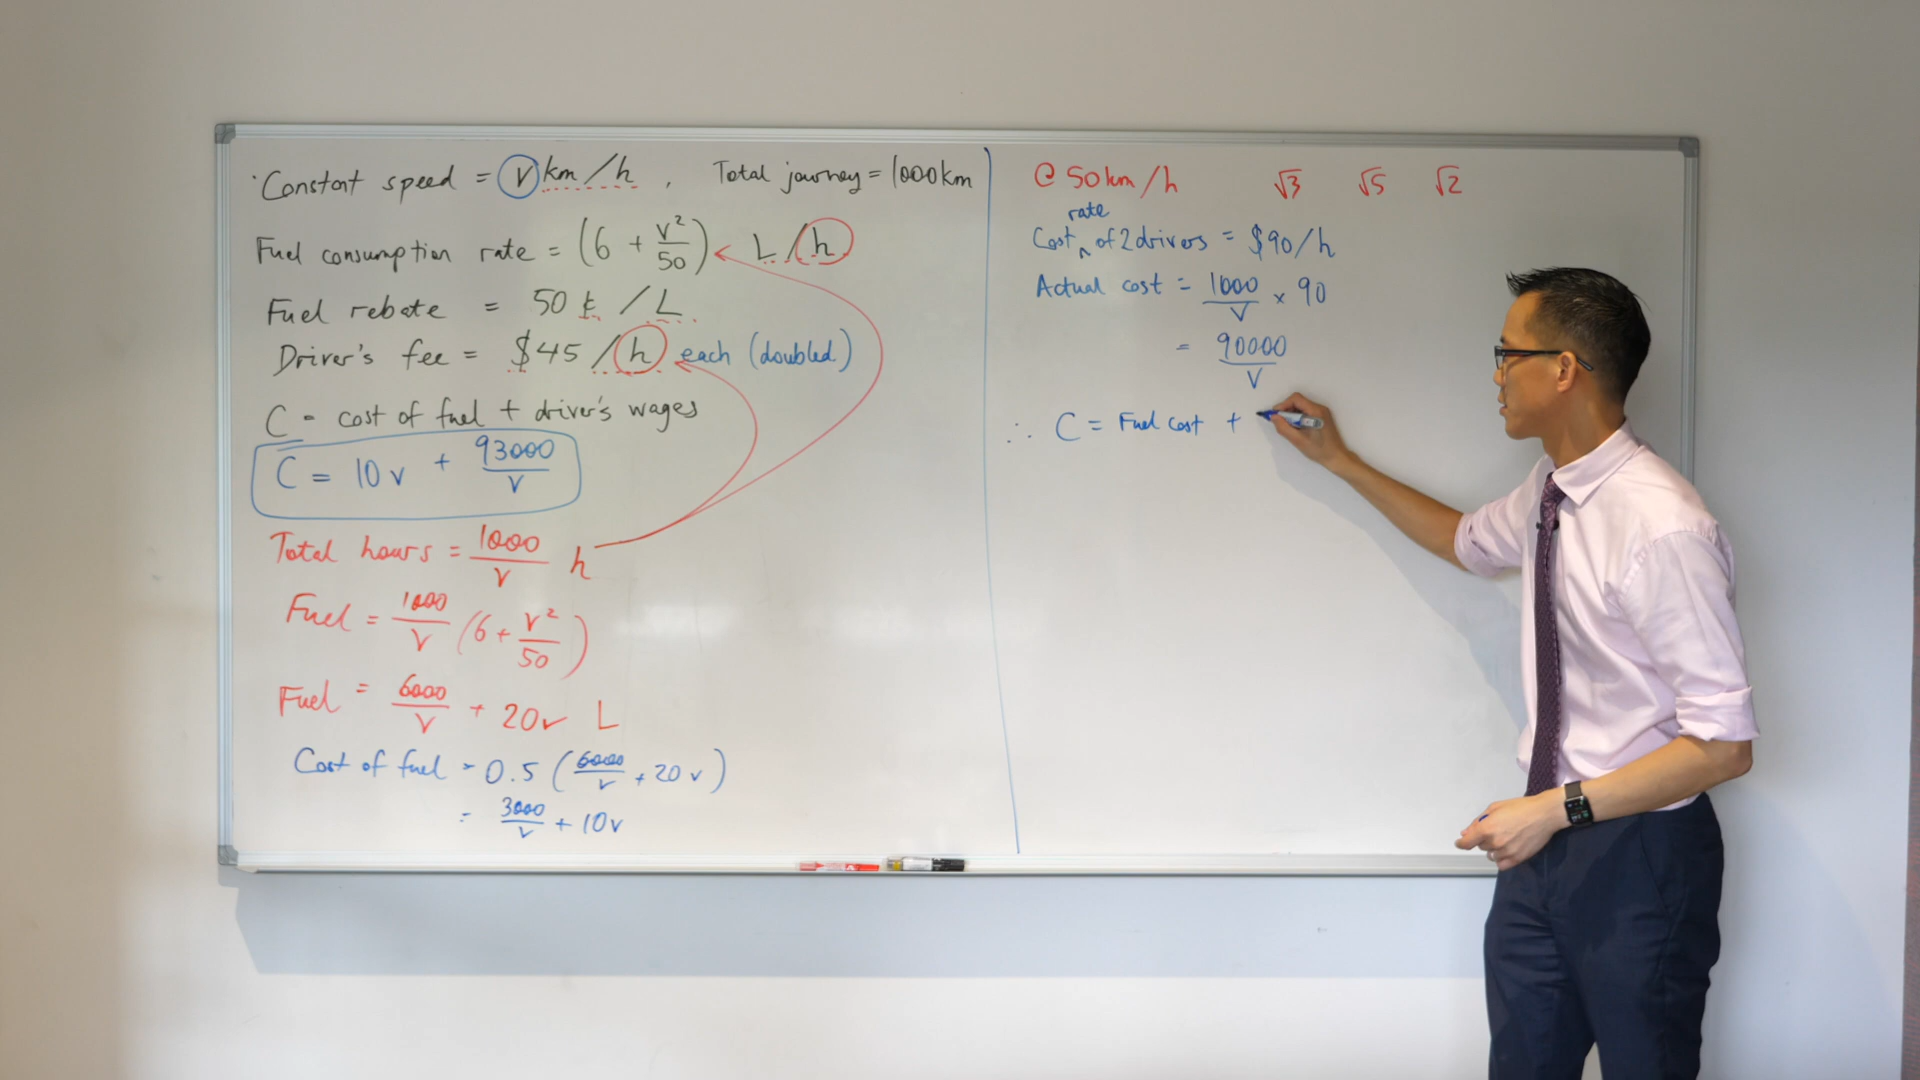 Constant speed = v km/h , Total journey = 1000km
Fuel consumption rate = (6 + v²/50) L/h
Fuel rebate = 50¢/L
Driver's fee = $45/h each (doubled)
C = cost of fuel + driver's wages
C = 10v + 93000/v
Total hours = 1000/v h
Fuel = 1000/v (6 + v²/50)
Fuel = 6000/v + 20v L
Cost of fuel = 0.5 (6000/v + 20v)
= 3000/v + 10v
@ 50km/h √3 √5 √2
rate
Cost ^ of 2 drivers = $90/h
Actual cost = 1000/v × 90
= 90000/v
∴ C = Fuel cost +